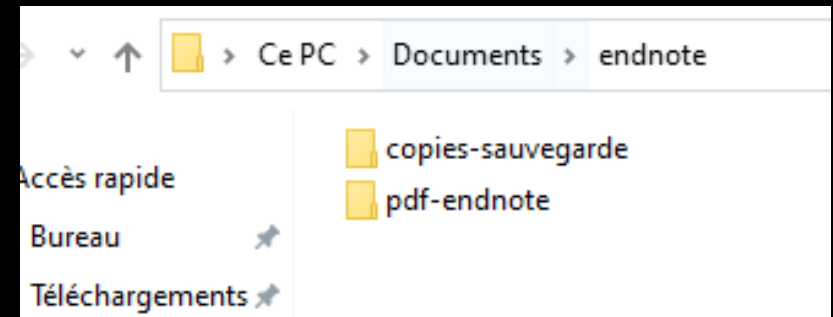 Ce PC > Documents > endnote
Accès rapide
Bureau
Téléchargements
copies-sauvegarde
pdf-endnote